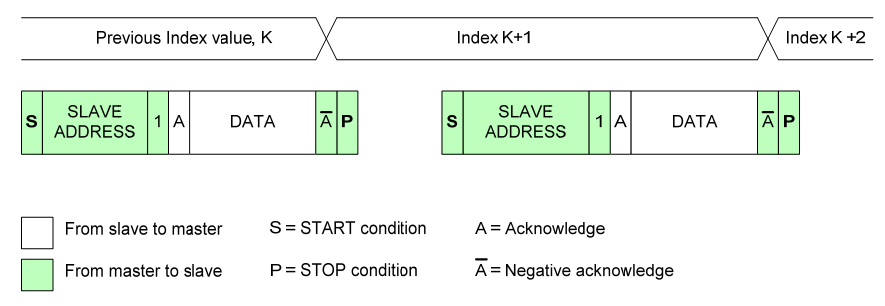 Previous Index value, K Index K+1 Index K +2
S SLAVE ADDRESS 1 A DATA A̅ P S SLAVE ADDRESS 1 A DATA A̅ P
From slave to master S = START condition A = Acknowledge
From master to slave P = STOP condition A̅ = Negative acknowledge